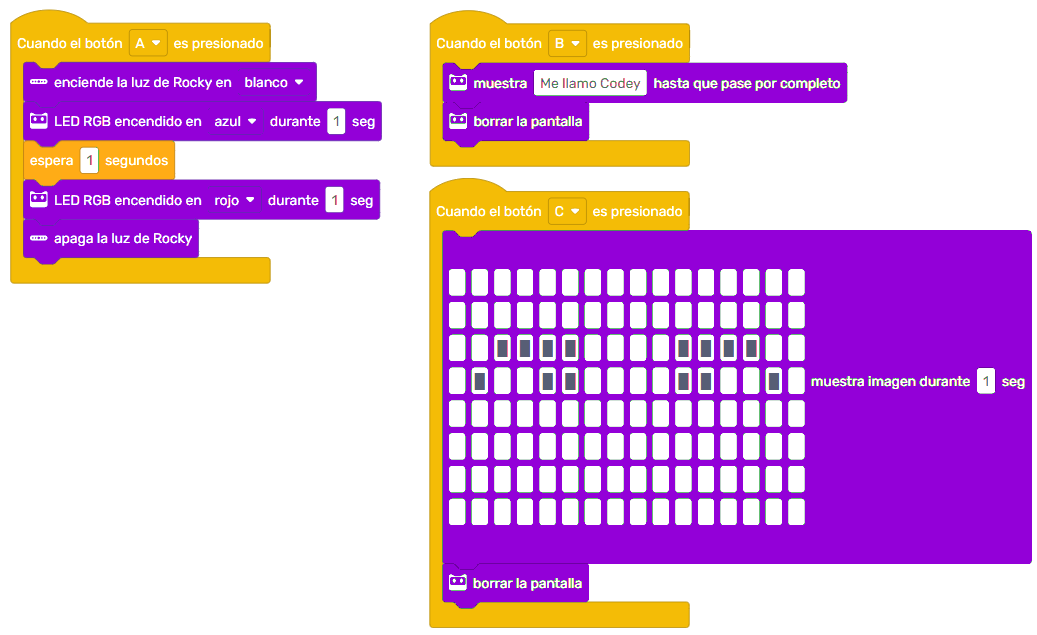 Cuando el botón A es presionado
enciende la luz de Rocky en blanco
LED RGB encendido en azul durante 1 seg
espera 1 segundos
LED RGB encendido en rojo durante 1 seg
apaga la luz de Rocky
Cuando el botón B es presionado
muestra Me llamo Codey hasta que pase por completo
borrar la pantalla
Cuando el botón C es presionado
muestra imagen durante 1 seg
borrar la pantalla